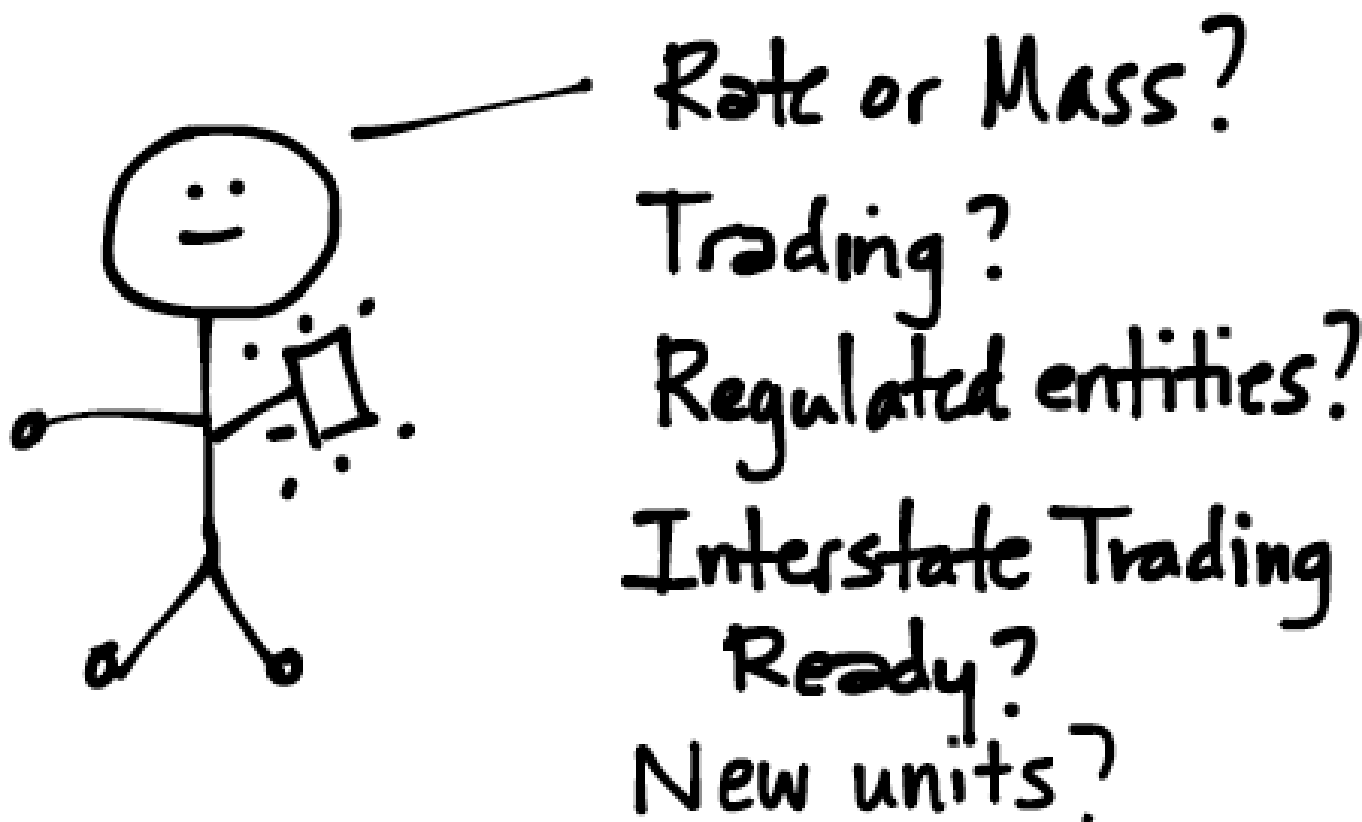 Rate or Mass?
Trading?
Regulated entities?
Interstate Trading
Ready?
New units?